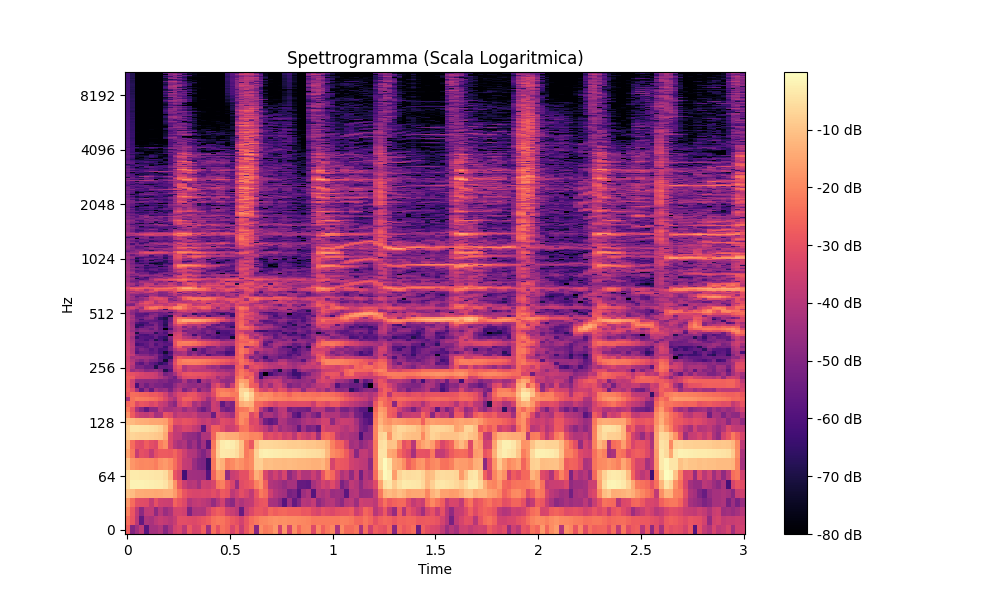 Spettrogramma (Scala Logaritmica)
8192
4096
2048
1024
512
256
128
64
0
Hz
0
0.5
1
1.5
2
2.5
3
Time
-10 dB
-20 dB
-30 dB
-40 dB
-50 dB
-60 dB
-70 dB
-80 dB